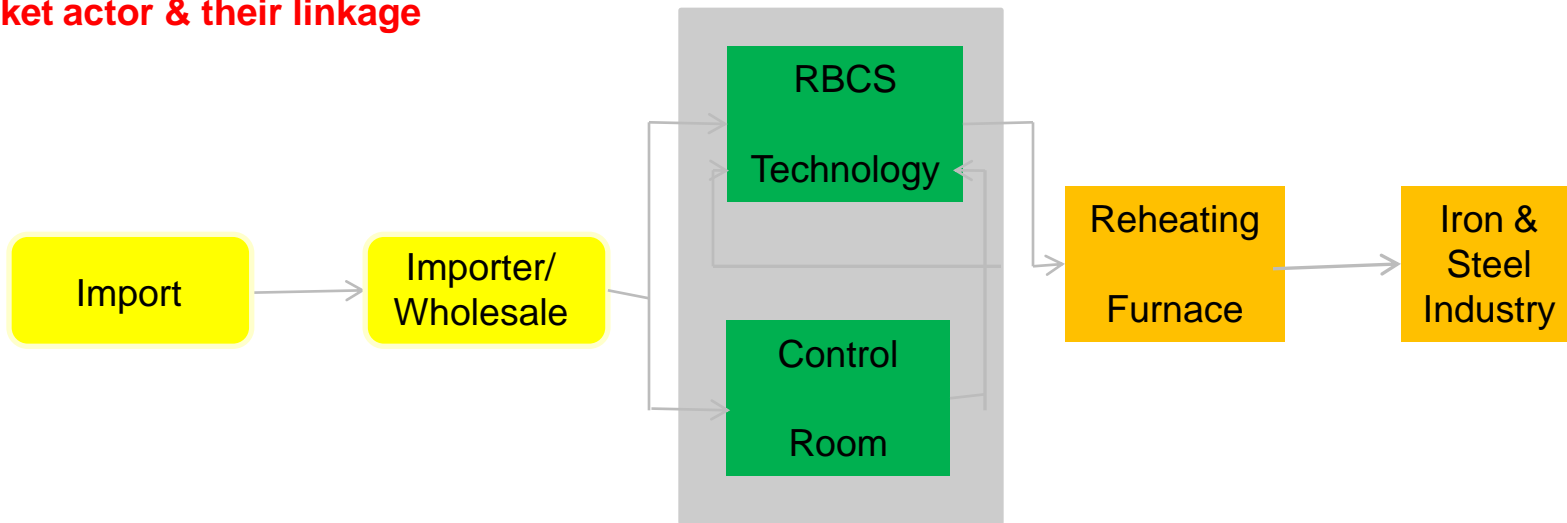 ket actor & their linkage
RBCS
Technology
Import
Importer/
Wholesale
Control
Room
Reheating
Furnace
Iron &
Steel
Industry